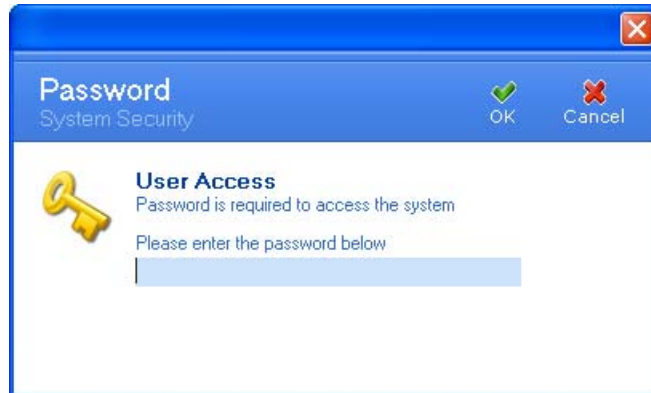 Password
System Security
OK
Cancel
User Access
Password is required to access the system
Please enter the password below